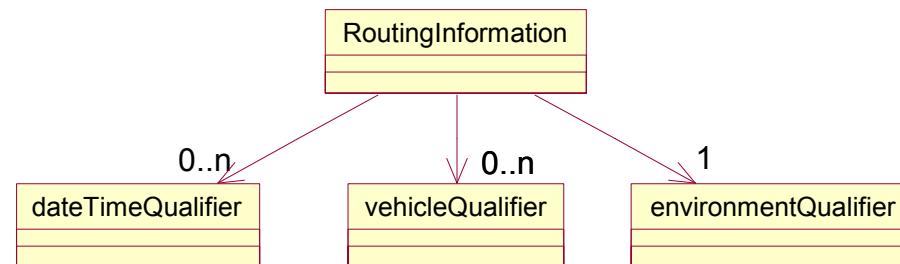 RoutingInformation
0..n
0..n
1
dateTimeQualifier
vehicleQualifier
environmentQualifier